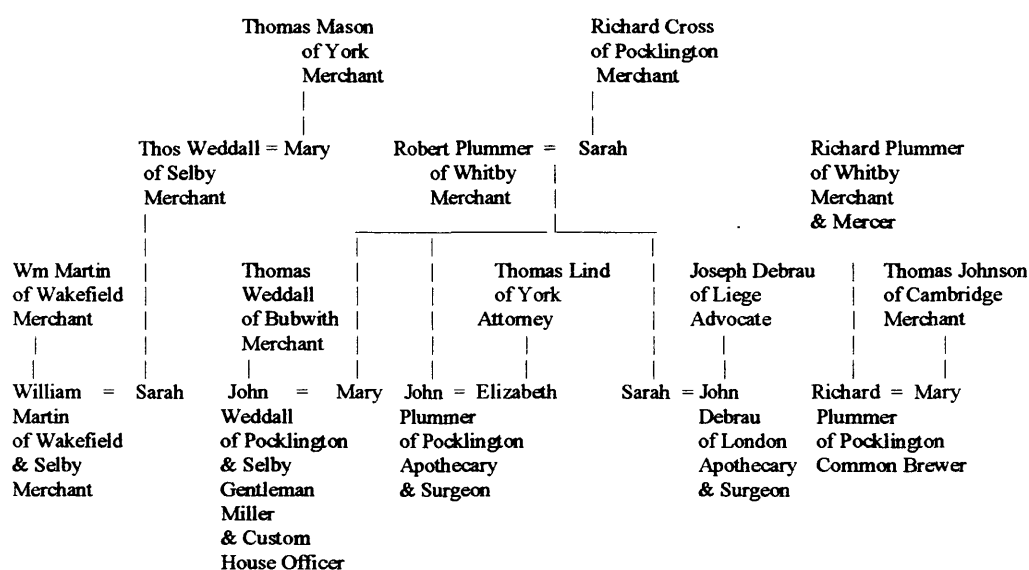 Thomas Mason
of York
Merchant
Richard Cross
of Pocklington
Merchant
Thos Weddall = Mary
of Selby
Merchant
Robert Plummer = Sarah
of Whitby
Merchant
Richard Plummer
of Whitby
Merchant
& Mercer
Wm Martin
of Wakefield
Merchant
Thomas
Weddall
of Bubwith
Merchant
Thomas Lind
of York
Attorney
Joseph Debrau
of Liege
Advocate
Thomas Johnson
of Cambridge
Merchant
William = Sarah
Martin
of Wakefield
& Selby
Merchant
John = Mary
Weddall
of Pocklington
& Selby
Gentleman
Miller
& Custom
House Officer
John = Elizabeth
Plummer
of Pocklington
Apothecary
& Surgeon
Sarah = John
Debrau
of London
Apothecary
& Surgeon
Richard = Mary
Plummer
of Pocklington
Common Brewer